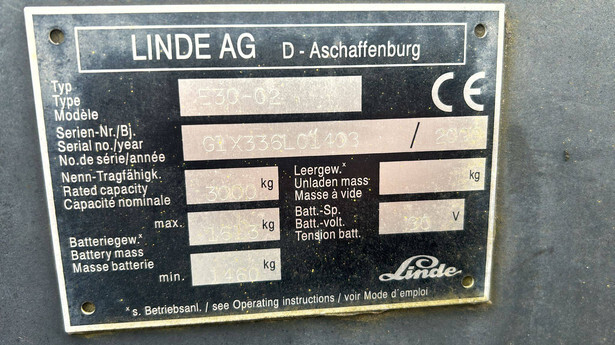 LINDE AG D - Aschaffenburg
Typ
Type
Modèle
E30-02
CE
Serien-Nr./Bj.
Serial no./year
No. de série/année
/
Nenn-Tragfähigk.
Rated capacity
Capacité nominale
3000 kg
Leergew.x
Unladen mass
Masse à vide
kg
Batteriegew.x
Battery mass
Masse batterie
max. kg
min. 1460 kg
Batt.-Sp.
Batt.-volt.
Tension batt.
V
Linde
x s. Betriebsanl. / see Operating instructions / voir Mode d'emploi